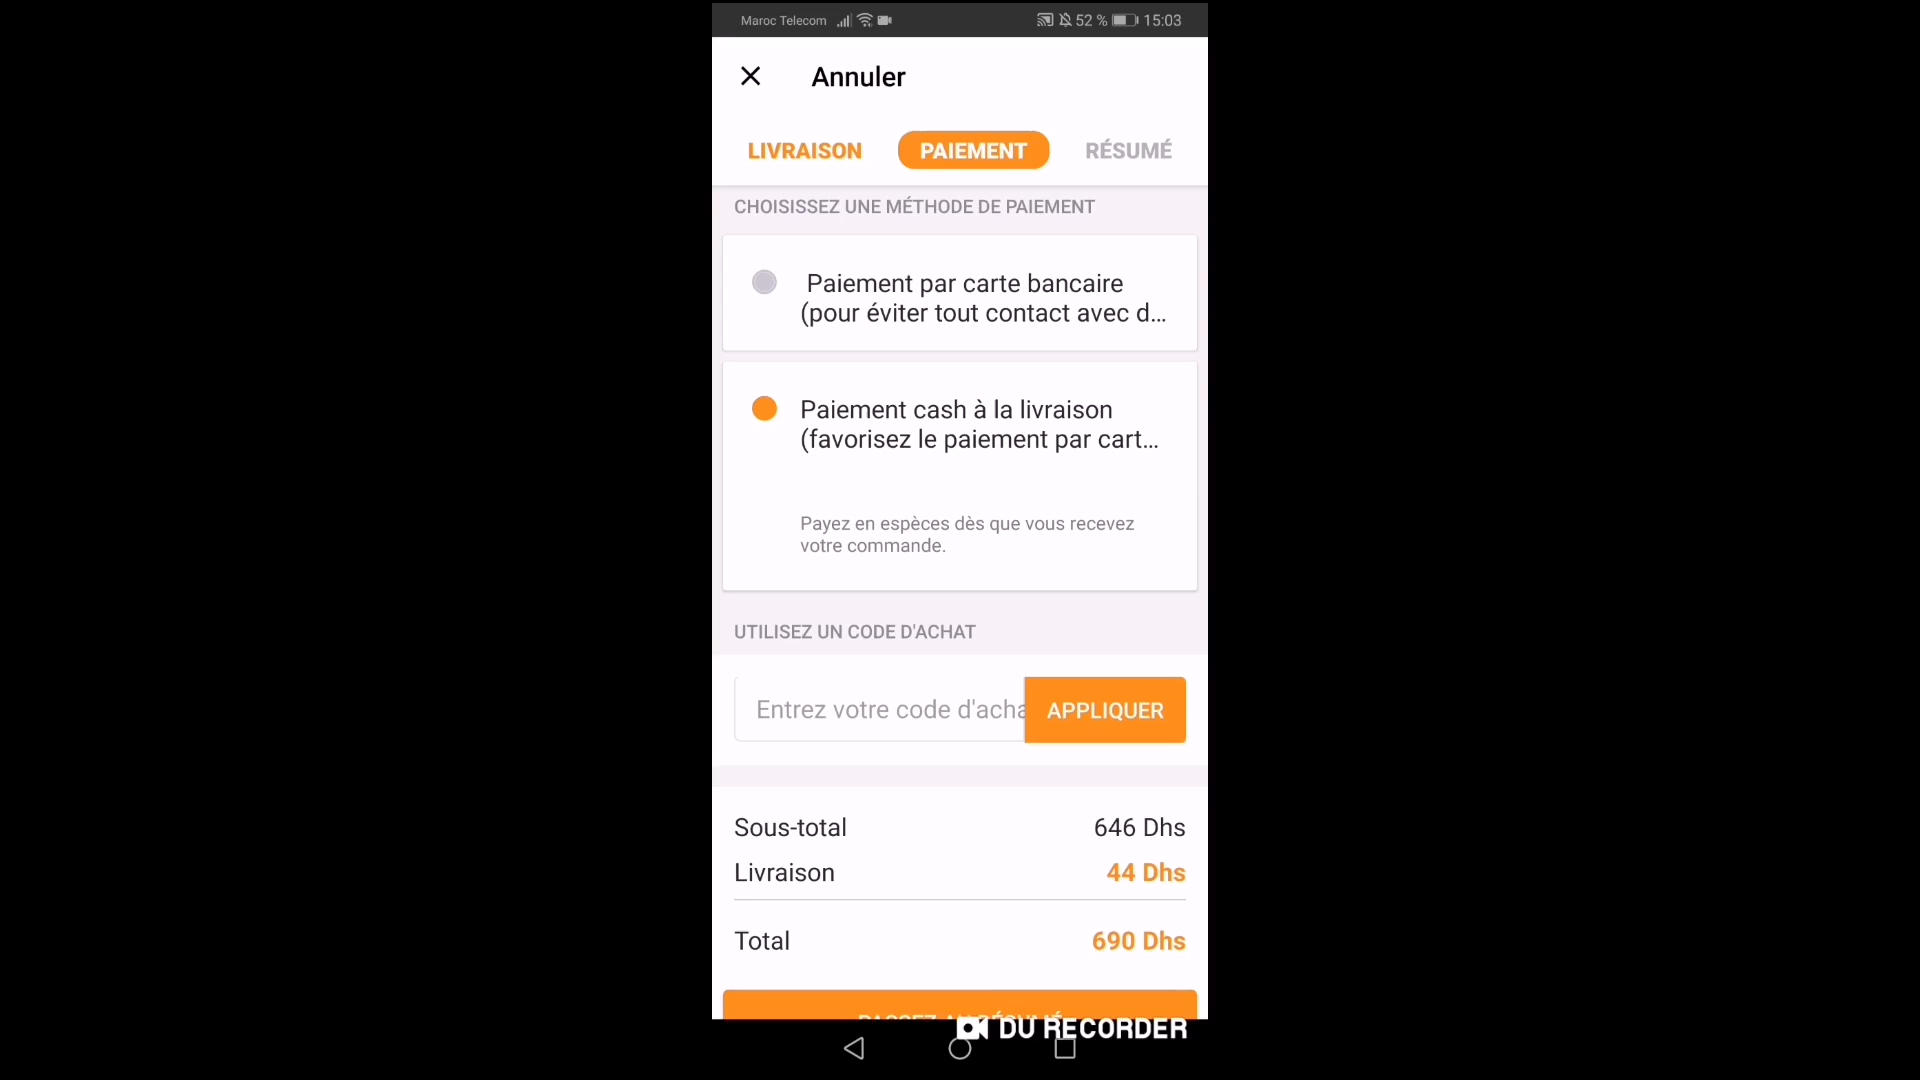 Maroc Telecom 52 % 15:03
Annuler
LIVRAISON PAIEMENT RÉSUMÉ
CHOISISSEZ UNE MÉTHODE DE PAIEMENT
Paiement par carte bancaire
(pour éviter tout contact avec d...
Paiement cash à la livraison
(favorisez le paiement par cart...
Payez en espèces dès que vous recevez
votre commande.
UTILISEZ UN CODE D'ACHAT
Entrez votre code d'acha APPLIQUER
Sous-total 646 Dhs
Livraison 44 Dhs
Total 690 Dhs
PASSEZ AU RÉSUMÉ
DU RECORDER